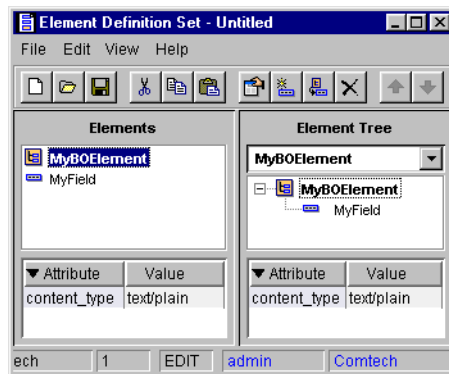 Element Definition Set - Untitled
File Edit View Help
Elements
MyBOElement
MyField
Attribute Value
content_type text/plain
Element Tree
MyBOElement
MyBOElement
MyField
Attribute Value
content_type text/plain
ech 1 EDIT admin Comtech